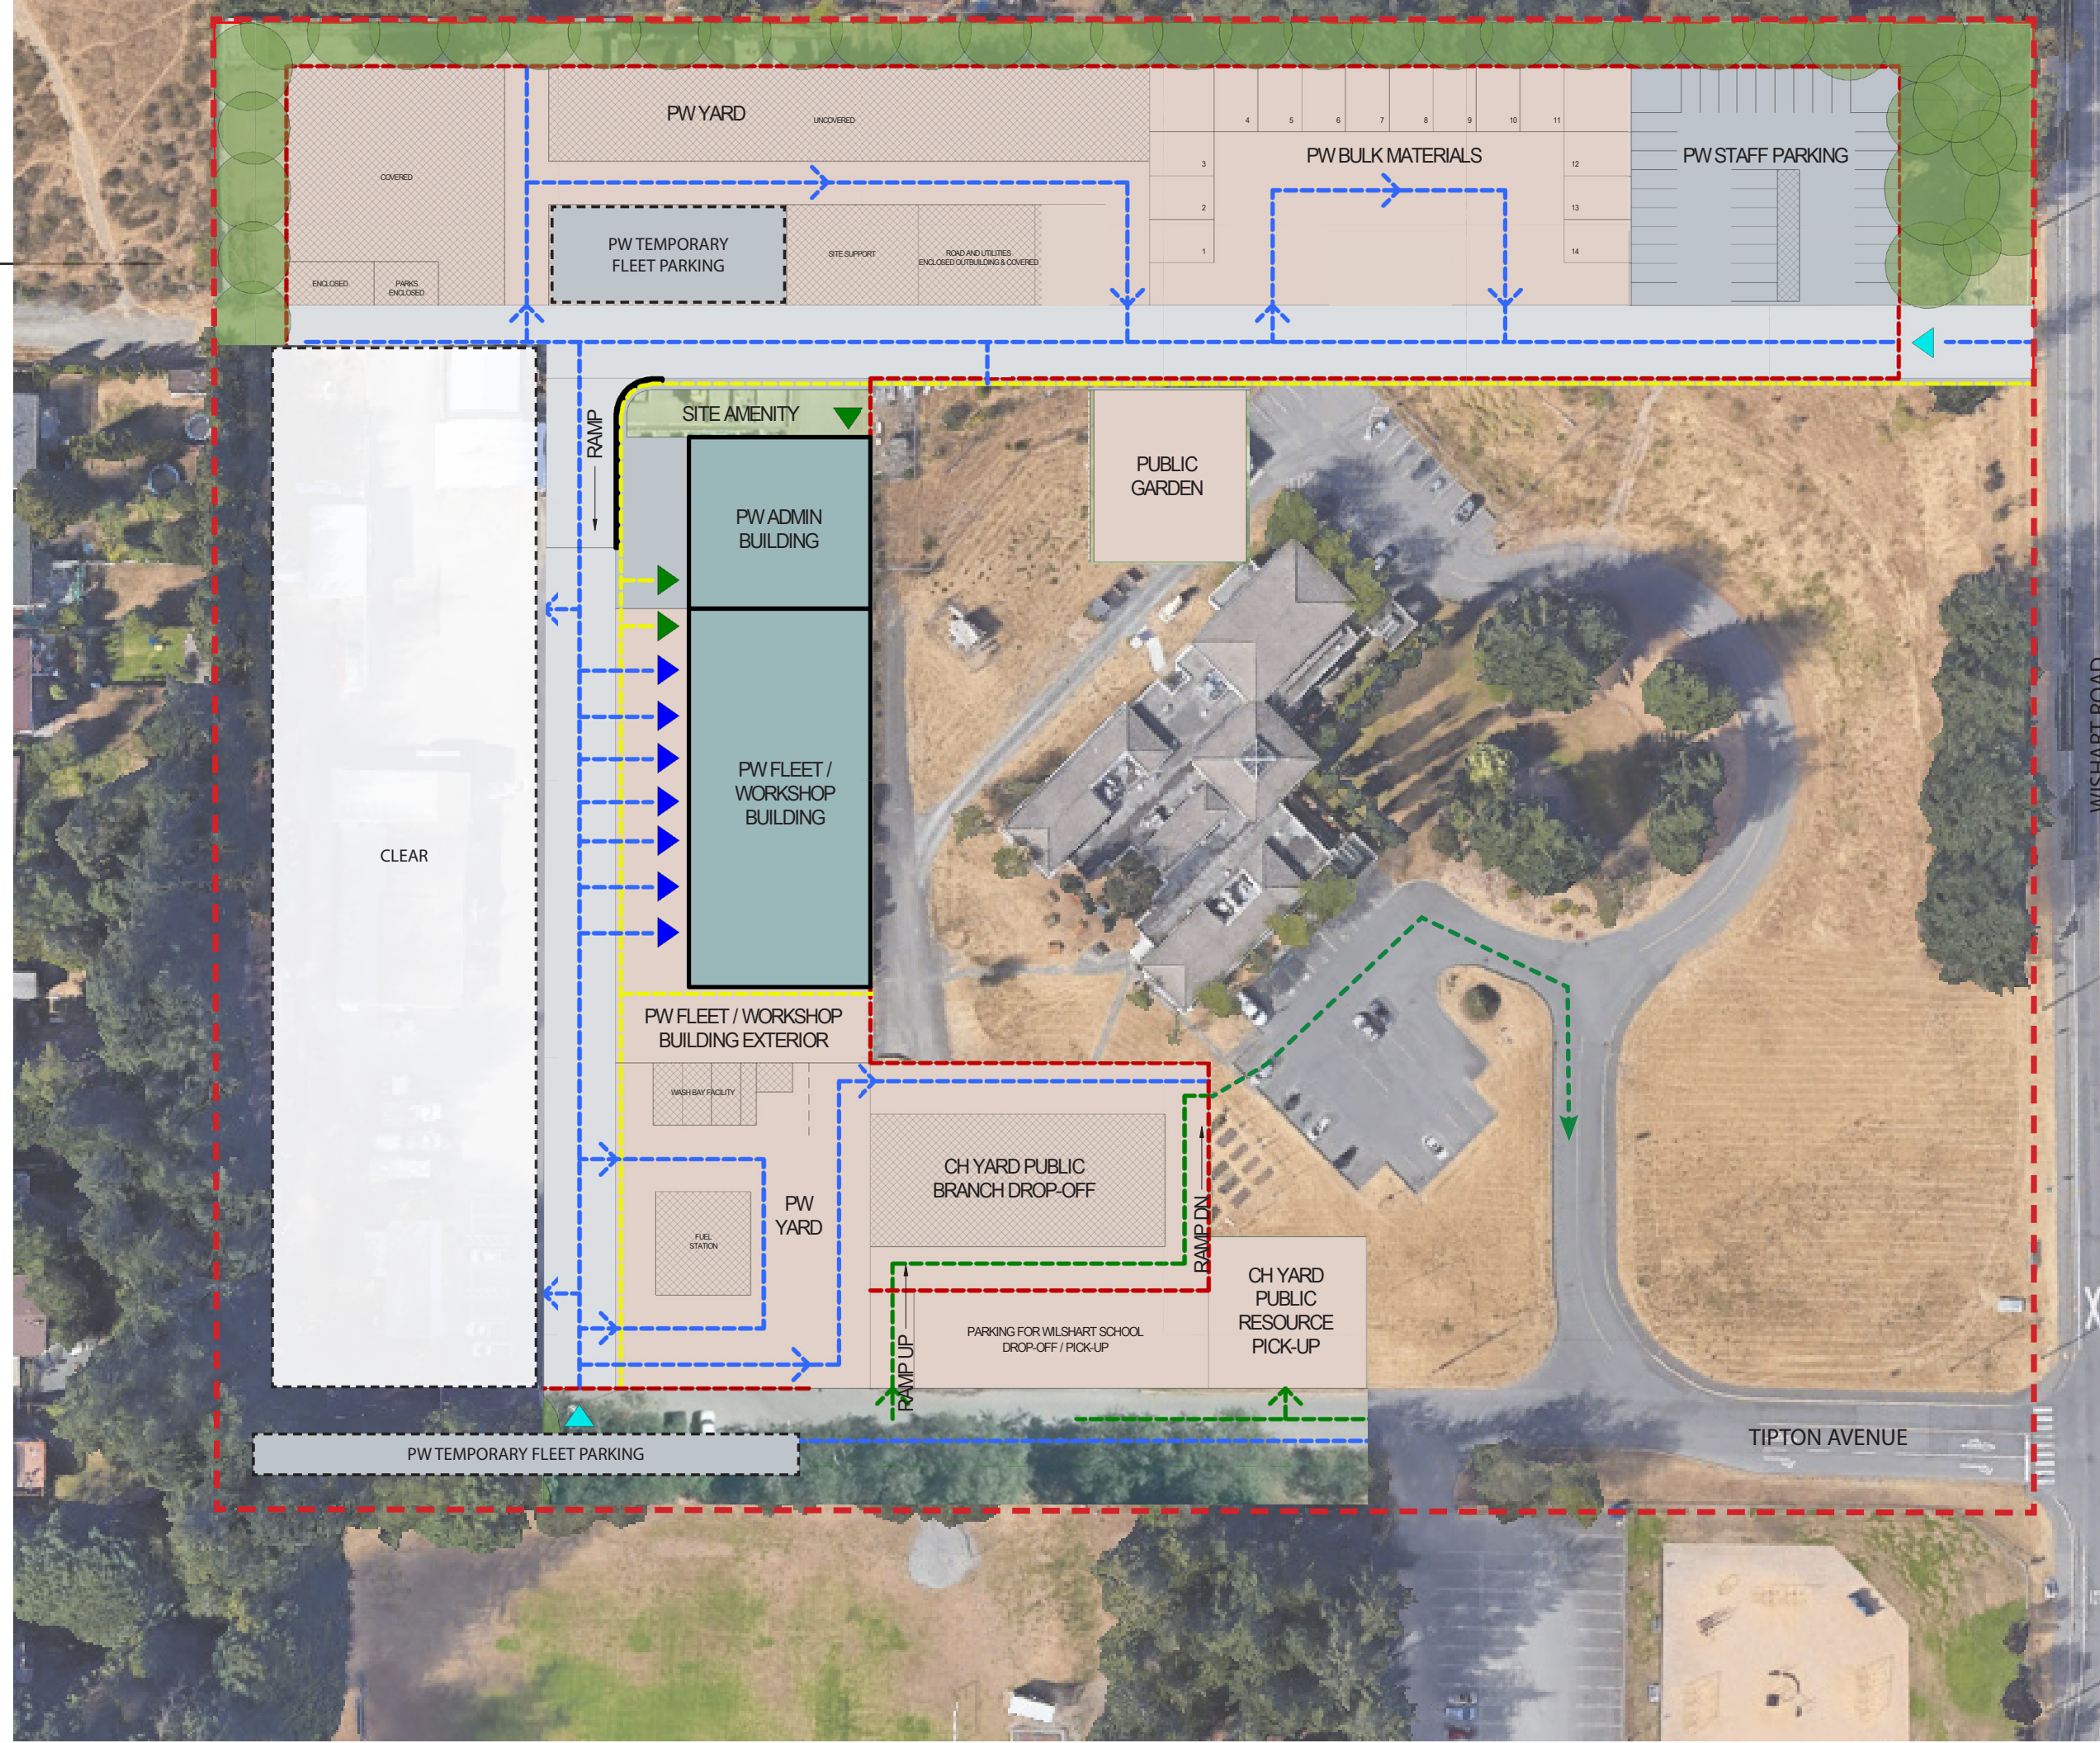 PW YARD
UNCOVERED
COVERED
4 5 6 7 8 9 10 11
3
2
1
PW BULK MATERIALS
12
13
14
PW STAFF PARKING
PW TEMPORARY
FLEET PARKING
SITE SUPPORT
ROAD AND UTILITIES
ENCLOSED OUTBUILDING & COVERED
ENCLOSED
PARKS
ENCLOSED
RAMP
SITE AMENITY
PUBLIC
GARDEN
PW ADMIN
BUILDING
WISHART ROAD
PW FLEET /
WORKSHOP
BUILDING
CLEAR
PW FLEET / WORKSHOP
BUILDING EXTERIOR
WASH BAY FACILITY
CH YARD PUBLIC
BRANCH DROP-OFF
RAMP DN
PW
YARD
FUEL
STATION
CH YARD
PUBLIC
RESOURCE
PICK-UP
RAMP UP
PARKING FOR WILSHART SCHOOL
DROP-OFF / PICK-UP
PW TEMPORARY FLEET PARKING
TIPTON AVENUE
X